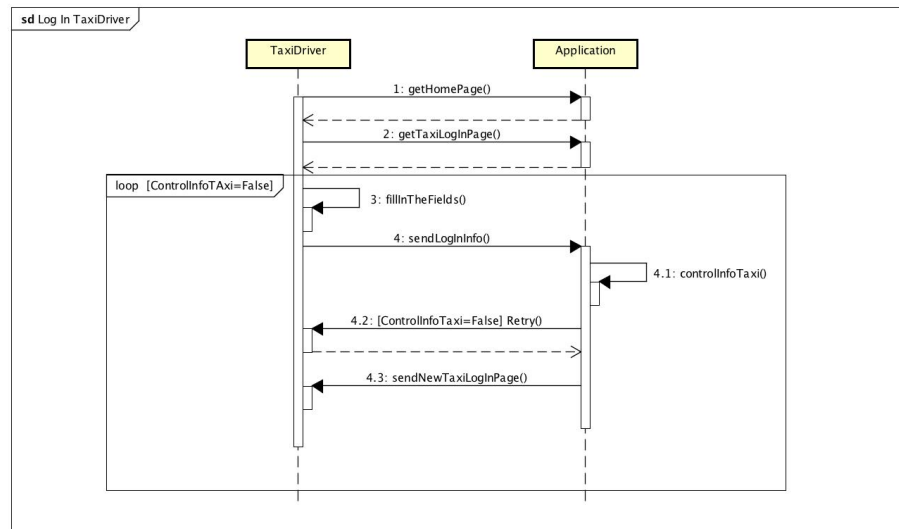 sd Log In TaxiDriver
TaxiDriver
Application
1: getHomePage()
2: getTaxiLogInPage()
loop [ControlInfoTAxi=False]
3: fillInTheFields()
4: sendLogInInfo()
4.1: controlInfoTaxi()
4.2: [ControlInfoTaxi=False] Retry()
4.3: sendNewTaxiLogInPage()